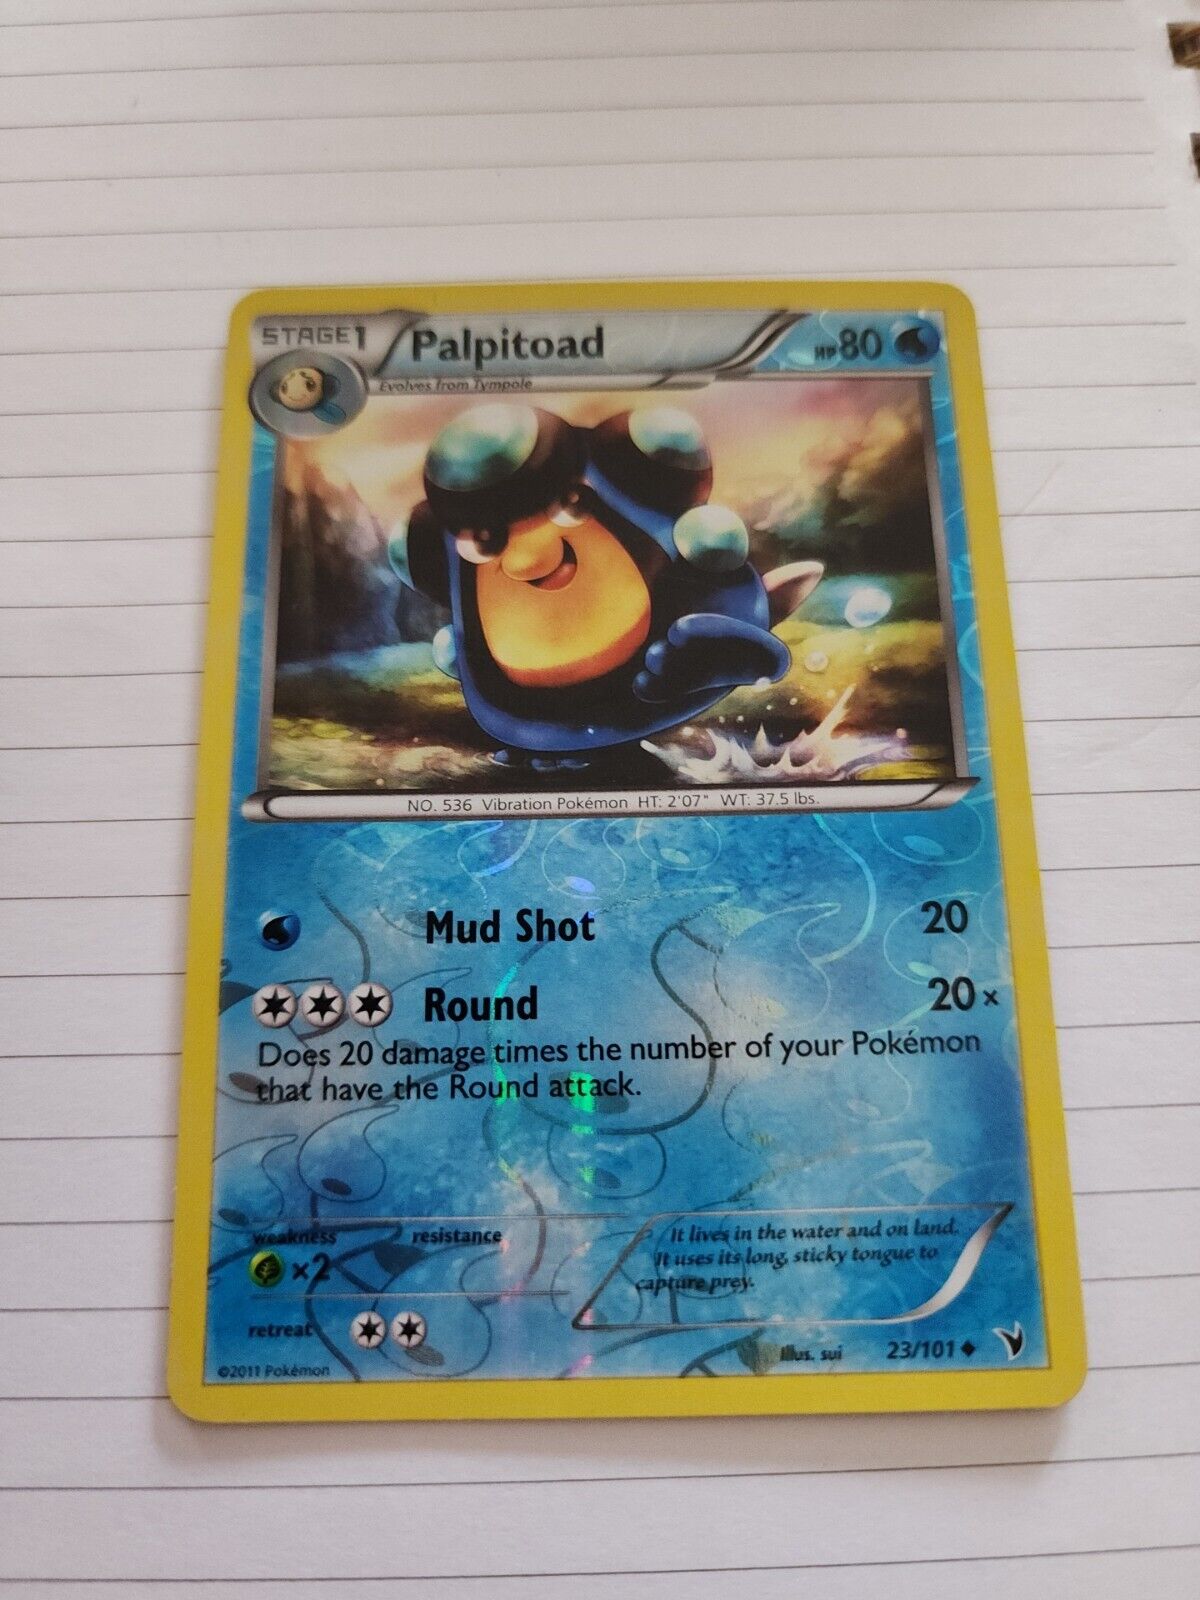 STAGE1 Palpitoad HP80
Evolves from Tympole
NO. 536 Vibration Pokémon HT: 2'07" WT: 37.5 lbs.
Mud Shot 20
Round 20×
Does 20 damage times the number of your Pokémon
that have the Round attack.
weakness resistance
×2
retreat
It lives in the water and on land.
It uses its long, sticky tongue to
capture prey.
Illus. sui 23/101
©2011 Pokémon